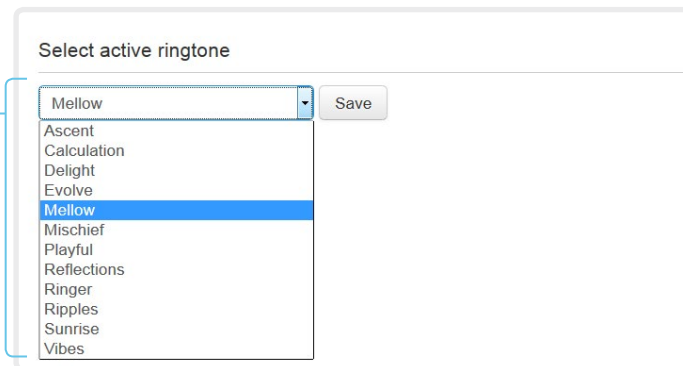 Select active ringtone
Mellow Save
Ascent
Calculation
Delight
Evolve
Mellow
Mischief
Playful
Reflections
Ringer
Ripples
Sunrise
Vibes